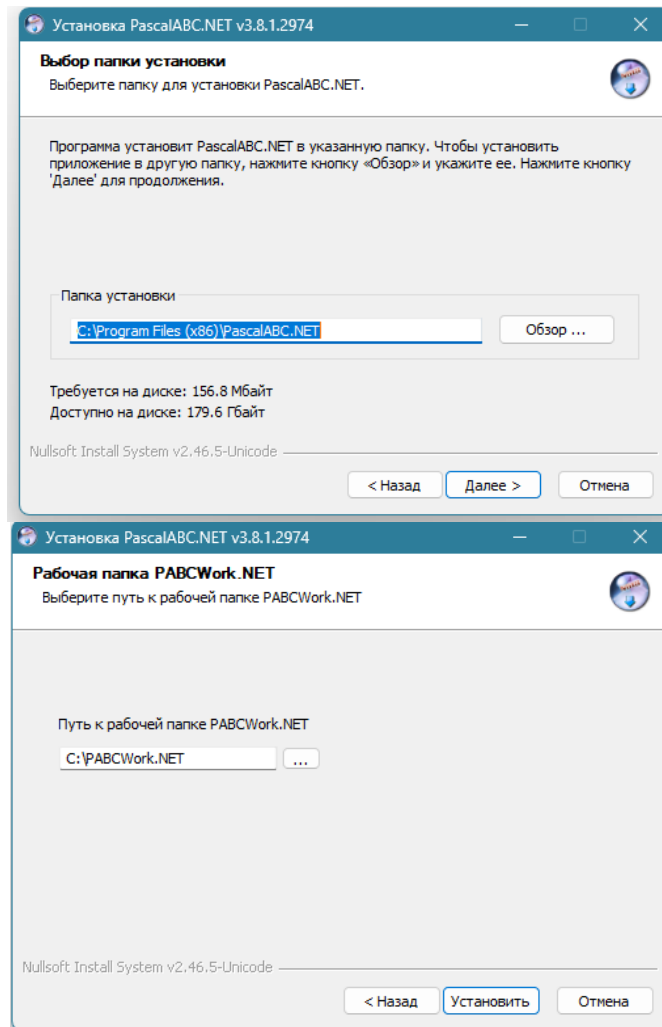 Установка PascalABC.NET v3.8.1.2974
Выбор папки установки
Выберите папку для установки PascalABC.NET.
Программа установит PascalABC.NET в указанную папку. Чтобы установить
приложение в другую папку, нажмите кнопку «Обзор» и укажите ее. Нажмите кнопку
'Далее' для продолжения.
Папка установки
C:\Program Files (x86)\PascalABC.NET
Обзор ...
Требуется на диске: 156.8 Мбайт
Доступно на диске: 179.6 Гбайт
Nullsoft Install System v2.46.5-Unicode
< Назад Далее > Отмена
Установка PascalABC.NET v3.8.1.2974
Рабочая папка PABCWork.NET
Выберите путь к рабочей папке PABCWork.NET
Путь к рабочей папке PABCWork.NET
C:\PABCWork.NET ...
Nullsoft Install System v2.46.5-Unicode
< Назад Установить Отмена